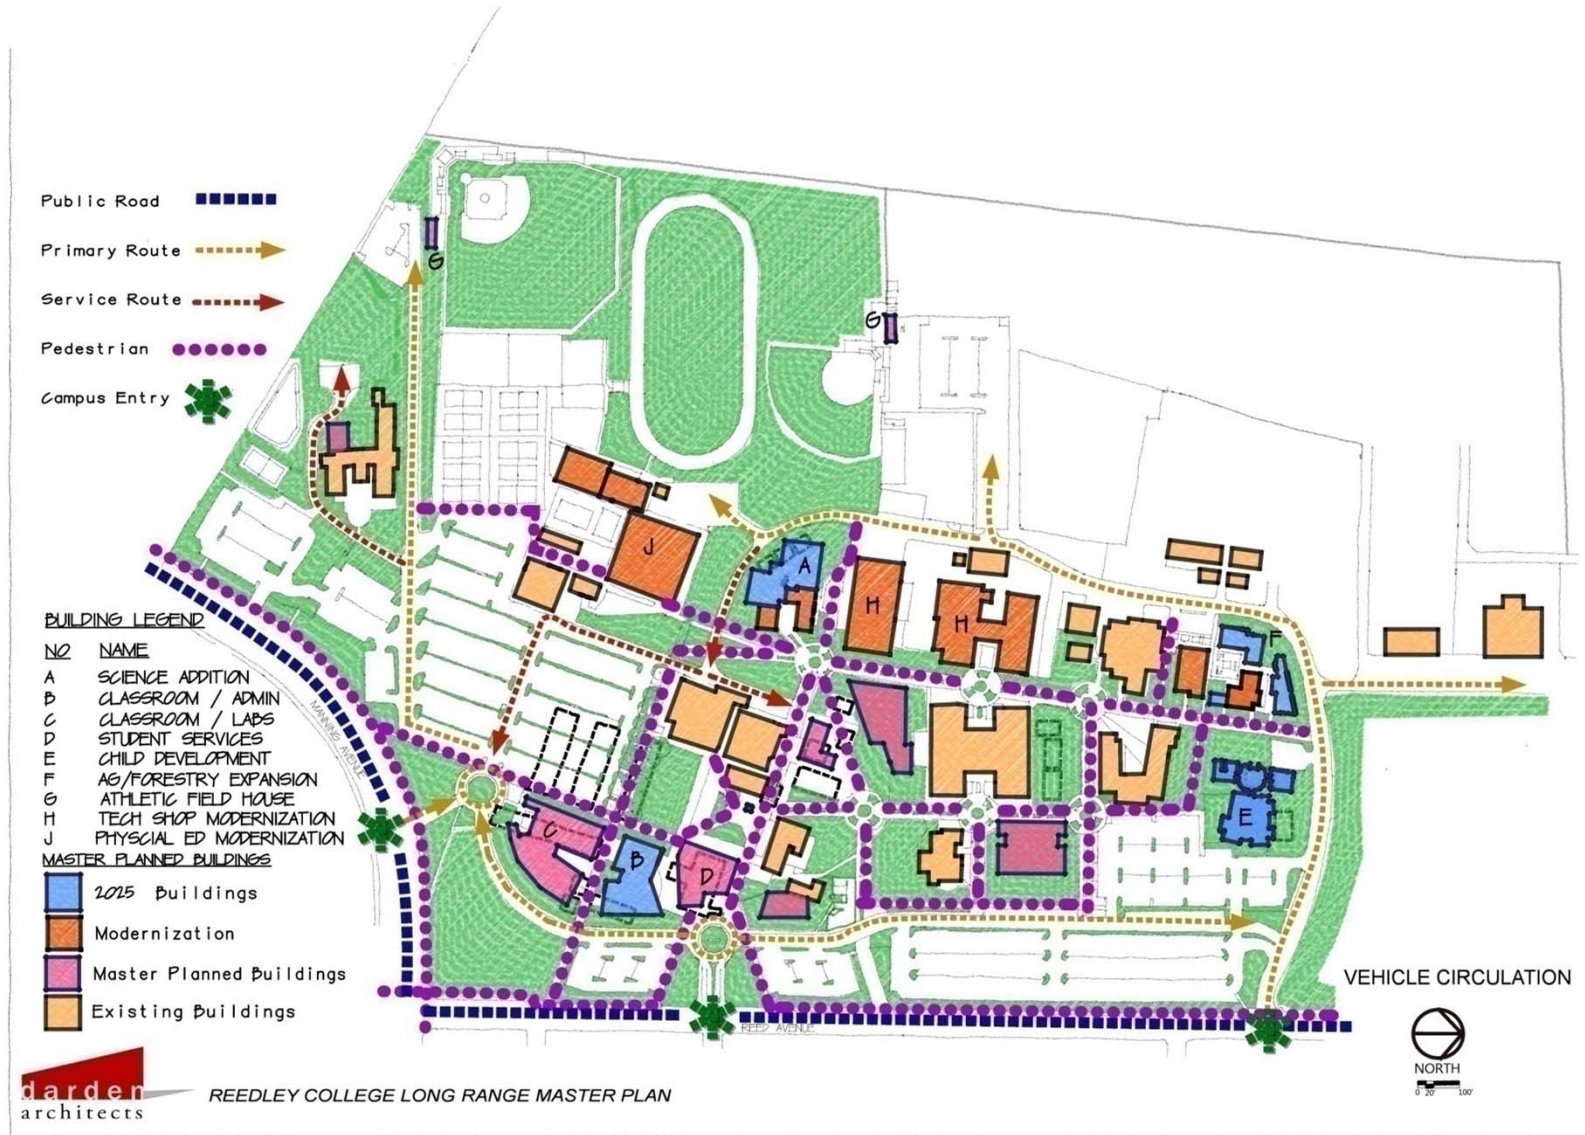 Public Road
Primary Route
Service Route
Pedestrian
Campus Entry
G
G
J
A
H
H
F
BUILDING LEGEND
NO NAME
A SCIENCE ADDITION
B CLASSROOM / ADMIN
C CLASSROOM / LABS
D STUDENT SERVICES
E CHILD DEVELOPMENT
F AG/FORESTRY EXPANSION
G ATHLETIC FIELD HOUSE
H TECH SHOP MODERNIZATION
J PHYSCIAL ED MODERNIZATION
MASTER PLANNED BUILDINGS
2025 Buildings
Modernization
Master Planned Buildings
Existing Buildings
MANNING AVENUE
C
B
D
E
REED AVENUE
VEHICLE CIRCULATION
NORTH
0 20' 100'
darden
architects
REEDLEY COLLEGE LONG RANGE MASTER PLAN